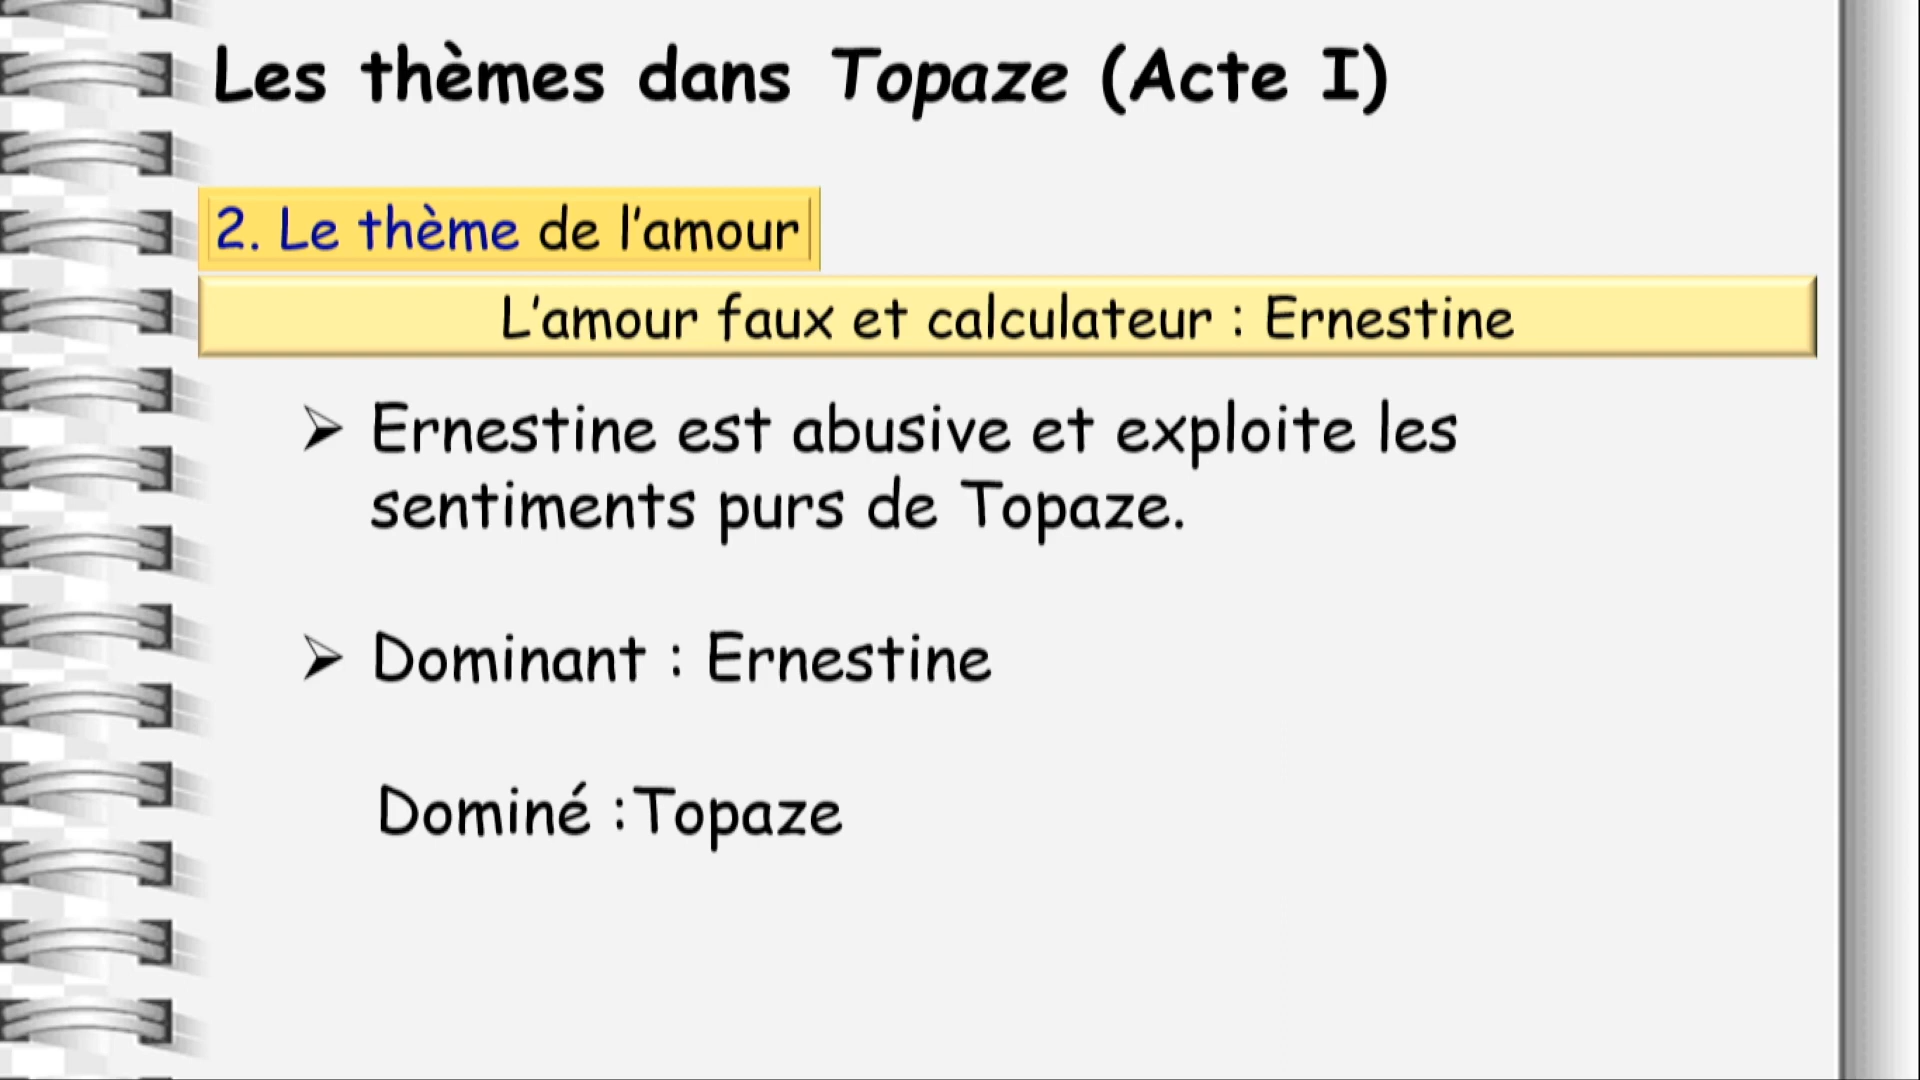 Les thèmes dans Topaze (Acte I)
2. Le thème de l'amour
L'amour faux et calculateur : Ernestine
➢ Ernestine est abusive et exploite les
sentiments purs de Topaze.
➢ Dominant : Ernestine
Dominé :Topaze